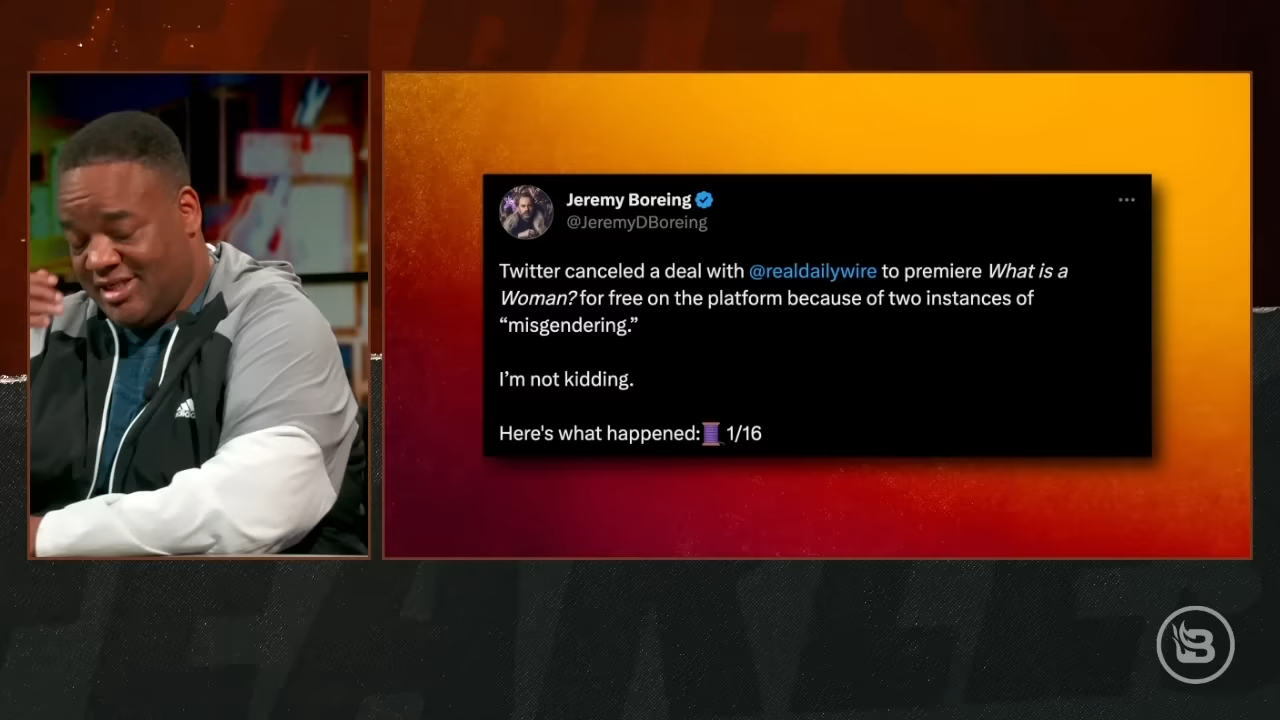 Jeremy Boreing
@JeremyDBoreing
Twitter canceled a deal with @realdailywire to premiere What is a
Woman? for free on the platform because of two instances of
“misgendering.”
I’m not kidding.
Here's what happened:🧵 1/16
adidas
B